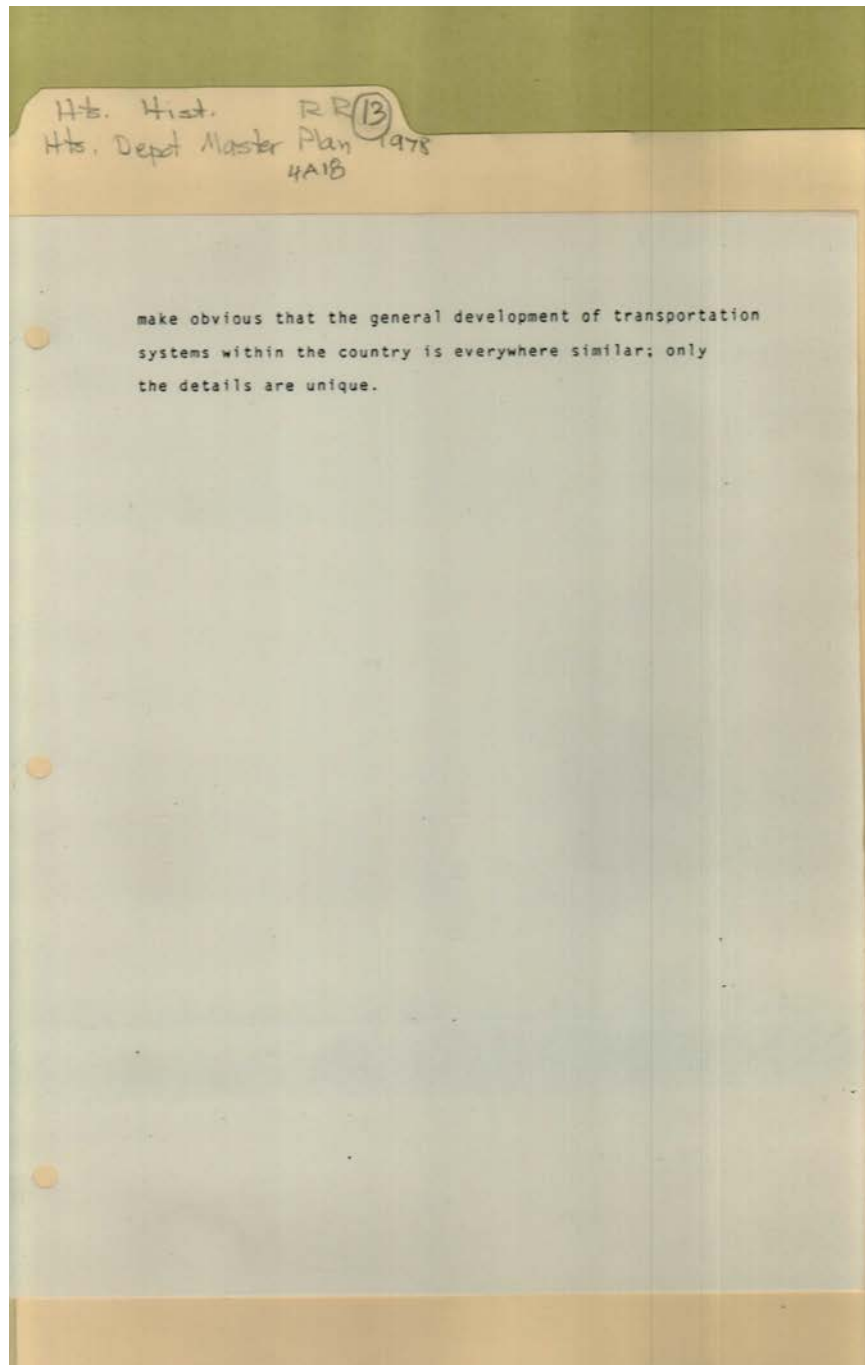 Hts. Hist. RR 13
Hts. Depot Master Plan 1978
4A18
make obvious that the general development of transportation
systems within the country is everywhere similar; only
the details are unique.